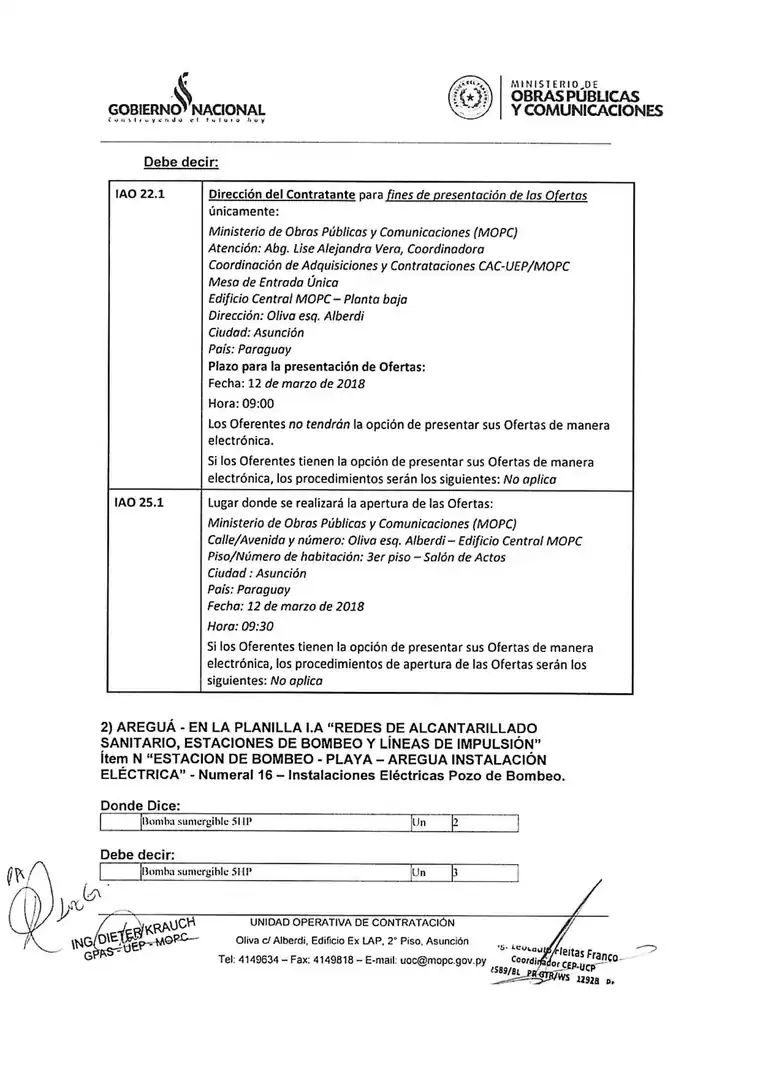 GOBIERNO NACIONAL
Construyendo el futuro hoy
MINISTERIO DE
OBRAS PÚBLICAS
Y COMUNICACIONES
Debe decir:
IAO 22.1
Dirección del Contratante para fines de presentación de las Ofertas
únicamente:
Ministerio de Obras Públicas y Comunicaciones (MOPC)
Atención: Abg. Lise Alejandra Vera, Coordinadora
Coordinación de Adquisiciones y Contrataciones CAC-UEP/MOPC
Mesa de Entrada Única
Edificio Central MOPC – Planta baja
Dirección: Oliva esq. Alberdi
Ciudad: Asunción
País: Paraguay
Plazo para la presentación de Ofertas:
Fecha: 12 de marzo de 2018
Hora: 09:00
Los Oferentes no tendrán la opción de presentar sus Ofertas de manera
electrónica.
Si los Oferentes tienen la opción de presentar sus Ofertas de manera
electrónica, los procedimientos serán los siguientes: No aplica
IAO 25.1
Lugar donde se realizará la apertura de las Ofertas:
Ministerio de Obras Públicas y Comunicaciones (MOPC)
Calle/Avenida y número: Oliva esq. Alberdi – Edificio Central MOPC
Piso/Número de habitación: 3er piso – Salón de Actos
Ciudad : Asunción
País: Paraguay
Fecha: 12 de marzo de 2018
Hora: 09:30
Si los Oferentes tienen la opción de presentar sus Ofertas de manera
electrónica, los procedimientos de apertura de las Ofertas serán los
siguientes: No aplica
2) AREGUÁ - EN LA PLANILLA I.A “REDES DE ALCANTARILLADO
SANITARIO, ESTACIONES DE BOMBEO Y LÍNEAS DE IMPULSIÓN”
Ítem N “ESTACION DE BOMBEO - PLAYA – AREGUA INSTALACIÓN
ELÉCTRICA” - Numeral 16 – Instalaciones Eléctricas Pozo de Bombeo.
Donde Dice:
Bomba sumergible 5HP Un 2
Debe decir:
Bomba sumergible 5HP Un 3
ING. DIETER KRAUCH
GPAS - UEP - MOPC
UNIDAD OPERATIVA DE CONTRATACIÓN
Oliva c/ Alberdi, Edificio Ex LAP, 2° Piso, Asunción
Tel: 4149634 – Fax: 4149818 – E-mail: uoc@mopc.gov.py
Fleitas Franco
Coordinador CEP-UCP